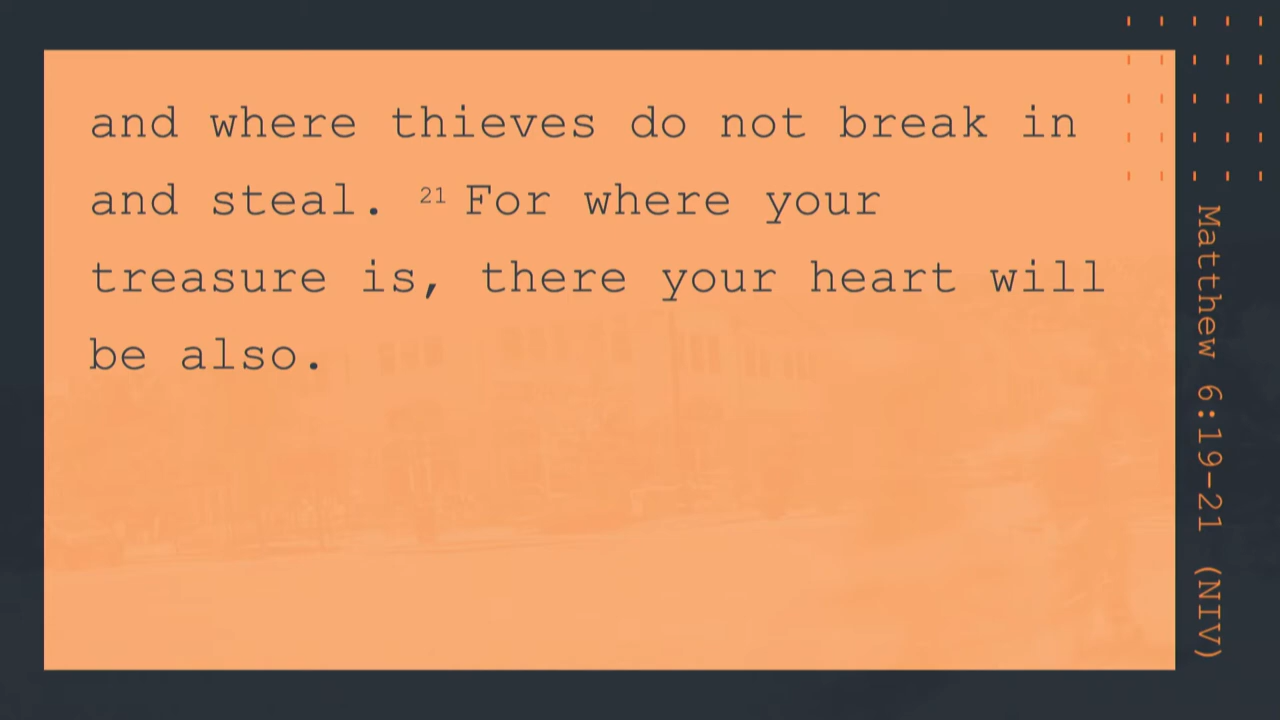 and where thieves do not break in
and steal. 21 For where your
treasure is, there your heart will
be also.
Matthew 6:19-21 (NIV)